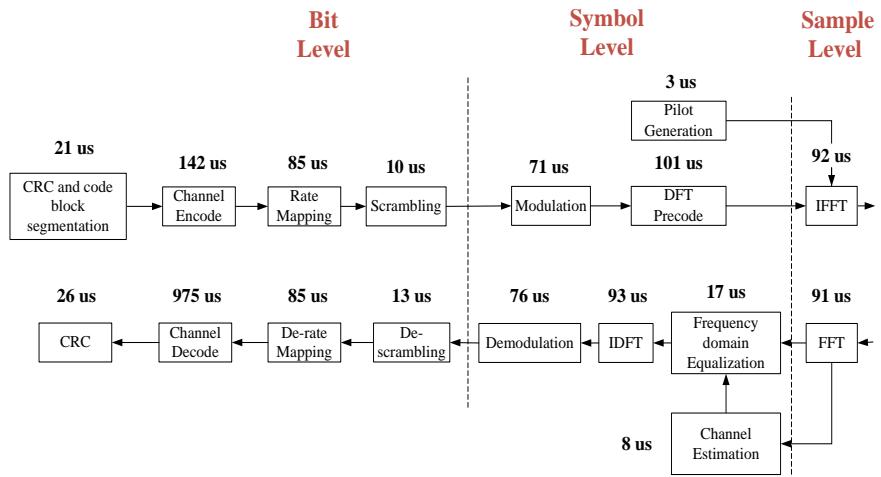 Bit
Level
Symbol
Level
Sample
Level
3 us
Pilot
Generation
21 us
142 us
85 us
10 us
71 us
101 us
92 us
CRC and code
block
segmentation
Channel
Encode
Rate
Mapping
Scrambling
Modulation
DFT
Precode
IFFT
26 us
975 us
85 us
13 us
76 us
93 us
17 us
91 us
CRC
Channel
Decode
De-rate
Mapping
De-
scrambling
Demodulation
IDFT
Frequency
domain
Equalization
FFT
8 us
Channel
Estimation